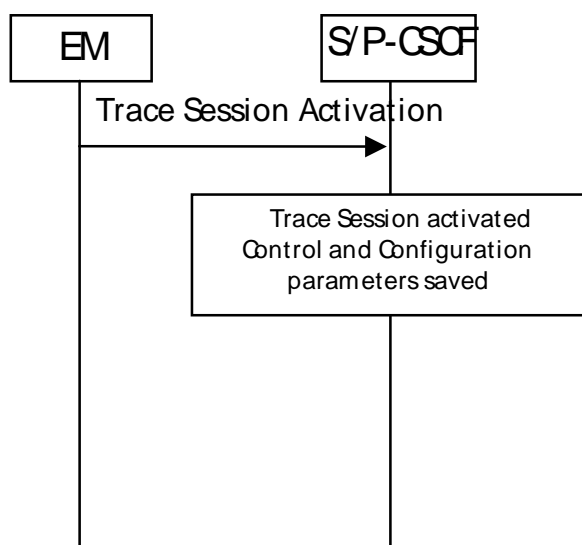 EM
S/P-CSCF
Trace Session Activation
Trace Session activated
Control and Configuration
parameters saved